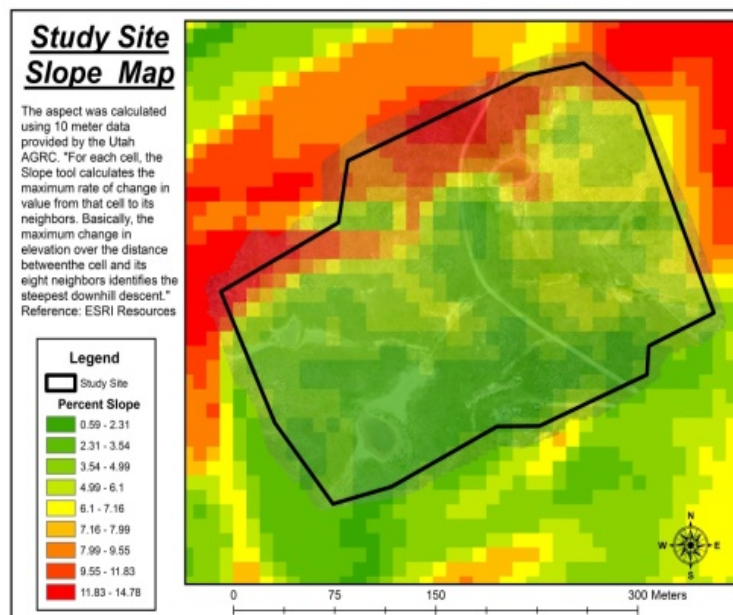 Study Site
Slope Map
The aspect was calculated
using 10 meter data
provided by the Utah
AGRC. "For each cell, the
Slope tool calculates the
maximum rate of change in
value from that cell to its
neighbors. Basically, the
maximum change in
elevation over the distance
betweenthe cell and its
eight neighbors identifies the
steepest downhill descent."
Reference: ESRI Resources
Legend
Study Site
Percent Slope
0.59 - 2.31
2.31 - 3.54
3.54 - 4.99
4.99 - 6.1
6.1 - 7.16
7.16 - 7.99
7.99 - 9.55
9.55 - 11.83
11.83 - 14.78
N
W E
S
0 75 150 300 Meters